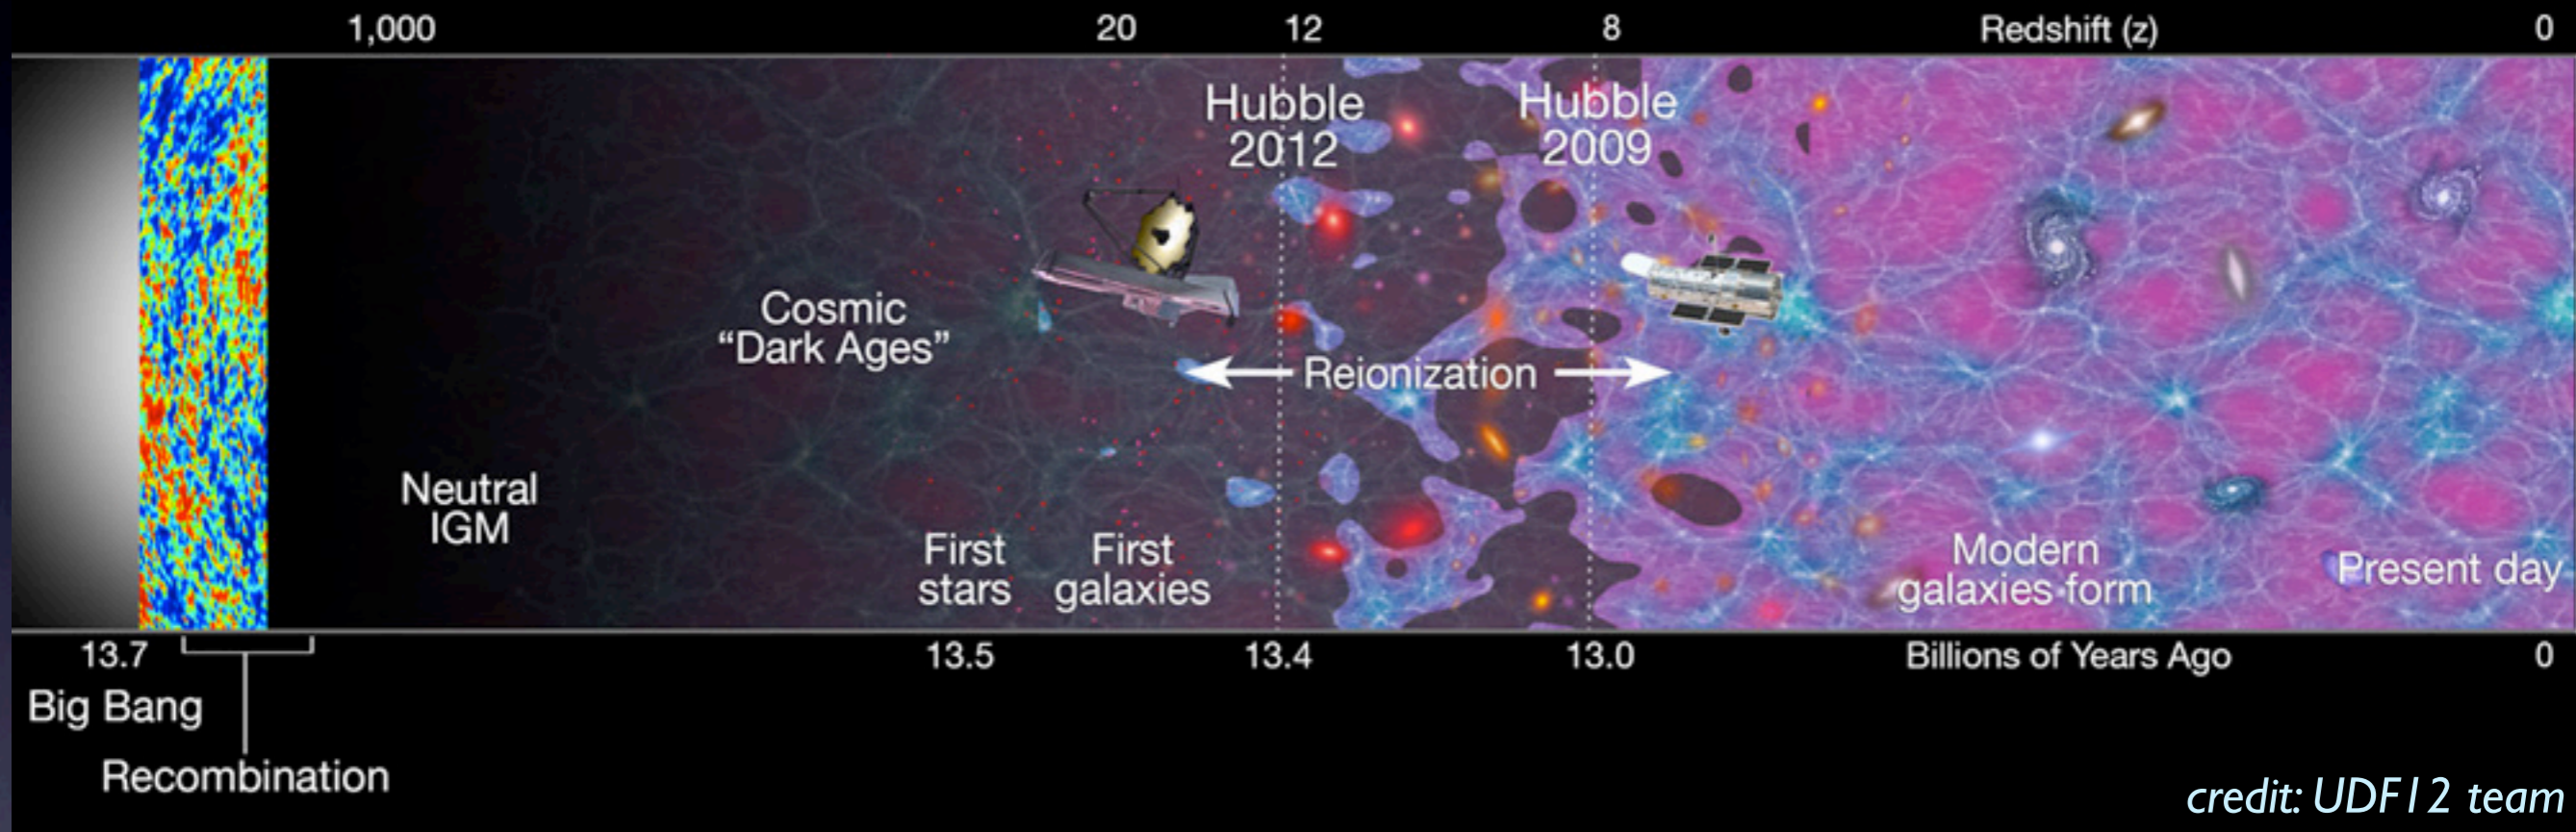 1,000 20 12 8 Redshift (z) 0
Hubble
2012
Hubble
2009
Cosmic
“Dark Ages”
Reionization
Neutral
IGM
First
stars
First
galaxies
Modern
galaxies form
Present day
13.7 13.5 13.4 13.0 Billions of Years Ago 0
Big Bang
Recombination
credit: UDF12 team